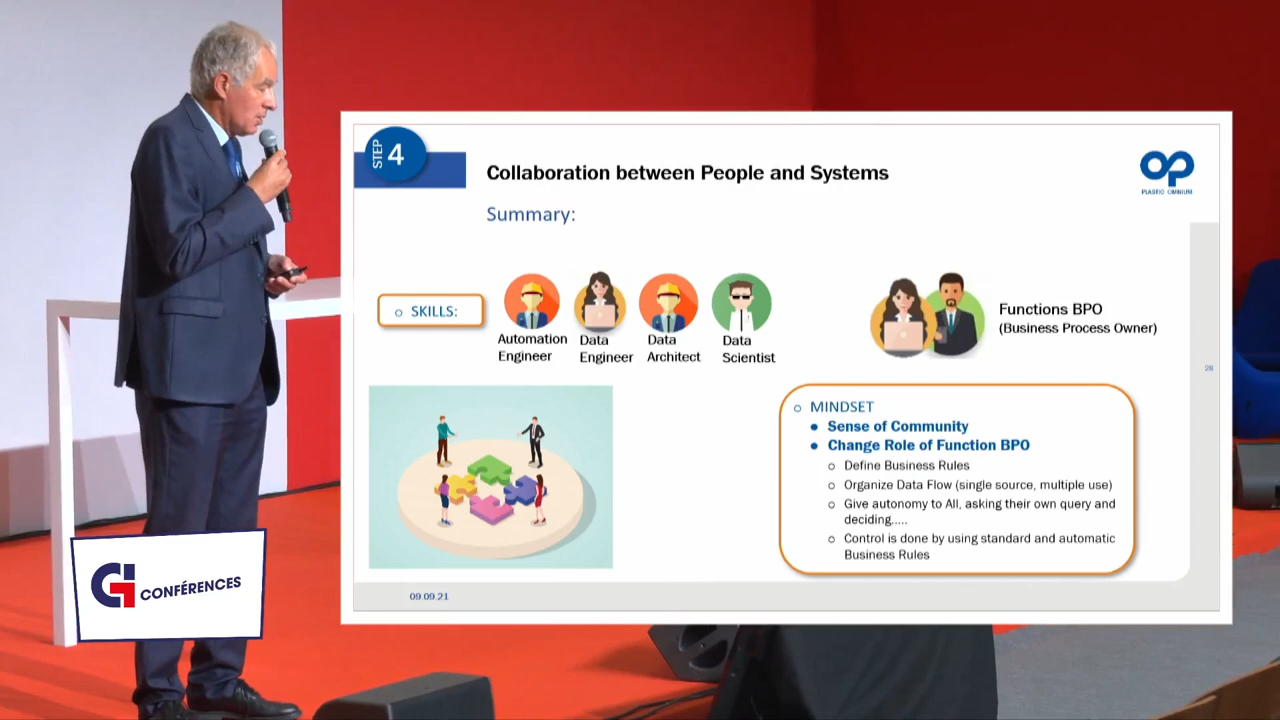 STEP 4
Collaboration between People and Systems
OP
PLASTIC OMNIUM
Summary:
SKILLS:
Automation
Engineer
Data
Engineer
Data
Architect
Data
Scientist
Functions BPO
(Business Process Owner)
28
MINDSET
Sense of Community
Change Role of Function BPO
Define Business Rules
Organize Data Flow (single source, multiple use)
Give autonomy to All, asking their own query and
deciding.....
Control is done by using standard and automatic
Business Rules
09.09.21
GI CONFÉRENCES